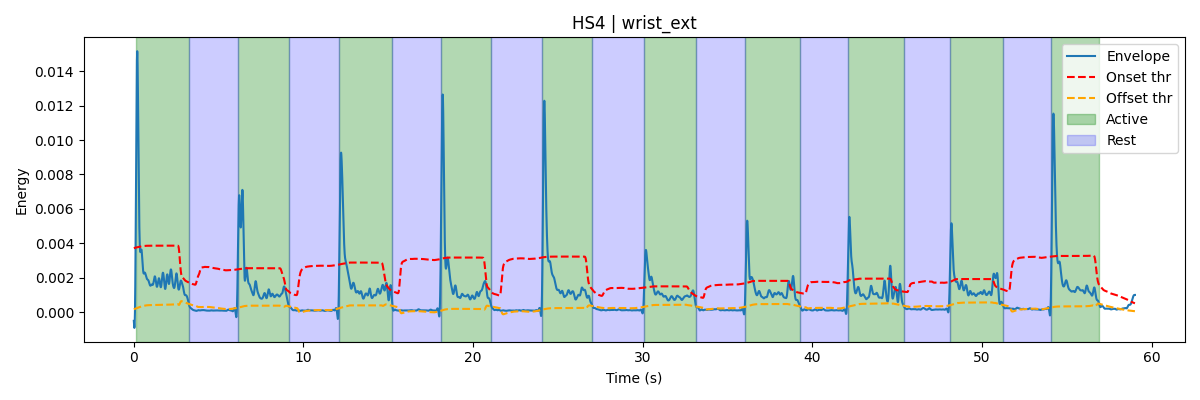 HS4 | wrist_ext
Energy
0.014
0.012
0.010
0.008
0.006
0.004
0.002
0.000
0
10
20
30
40
50
60
Time (s)
Envelope
Onset thr
Offset thr
Active
Rest